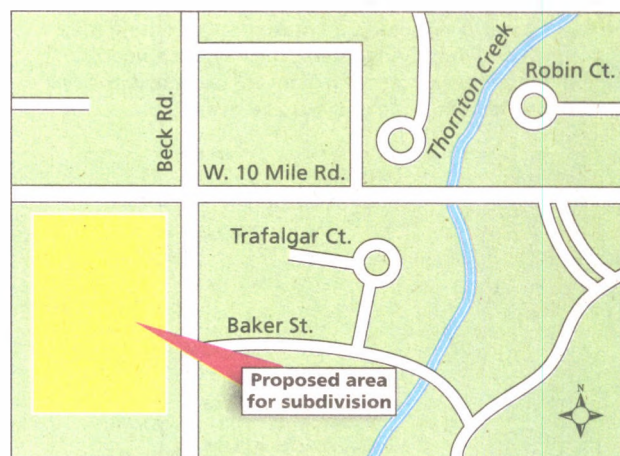 Robin Ct.
Thornton Creek
Beck Rd.
W. 10 Mile Rd.
Trafalgar Ct.
Baker St.
Proposed area
for subdivision
N